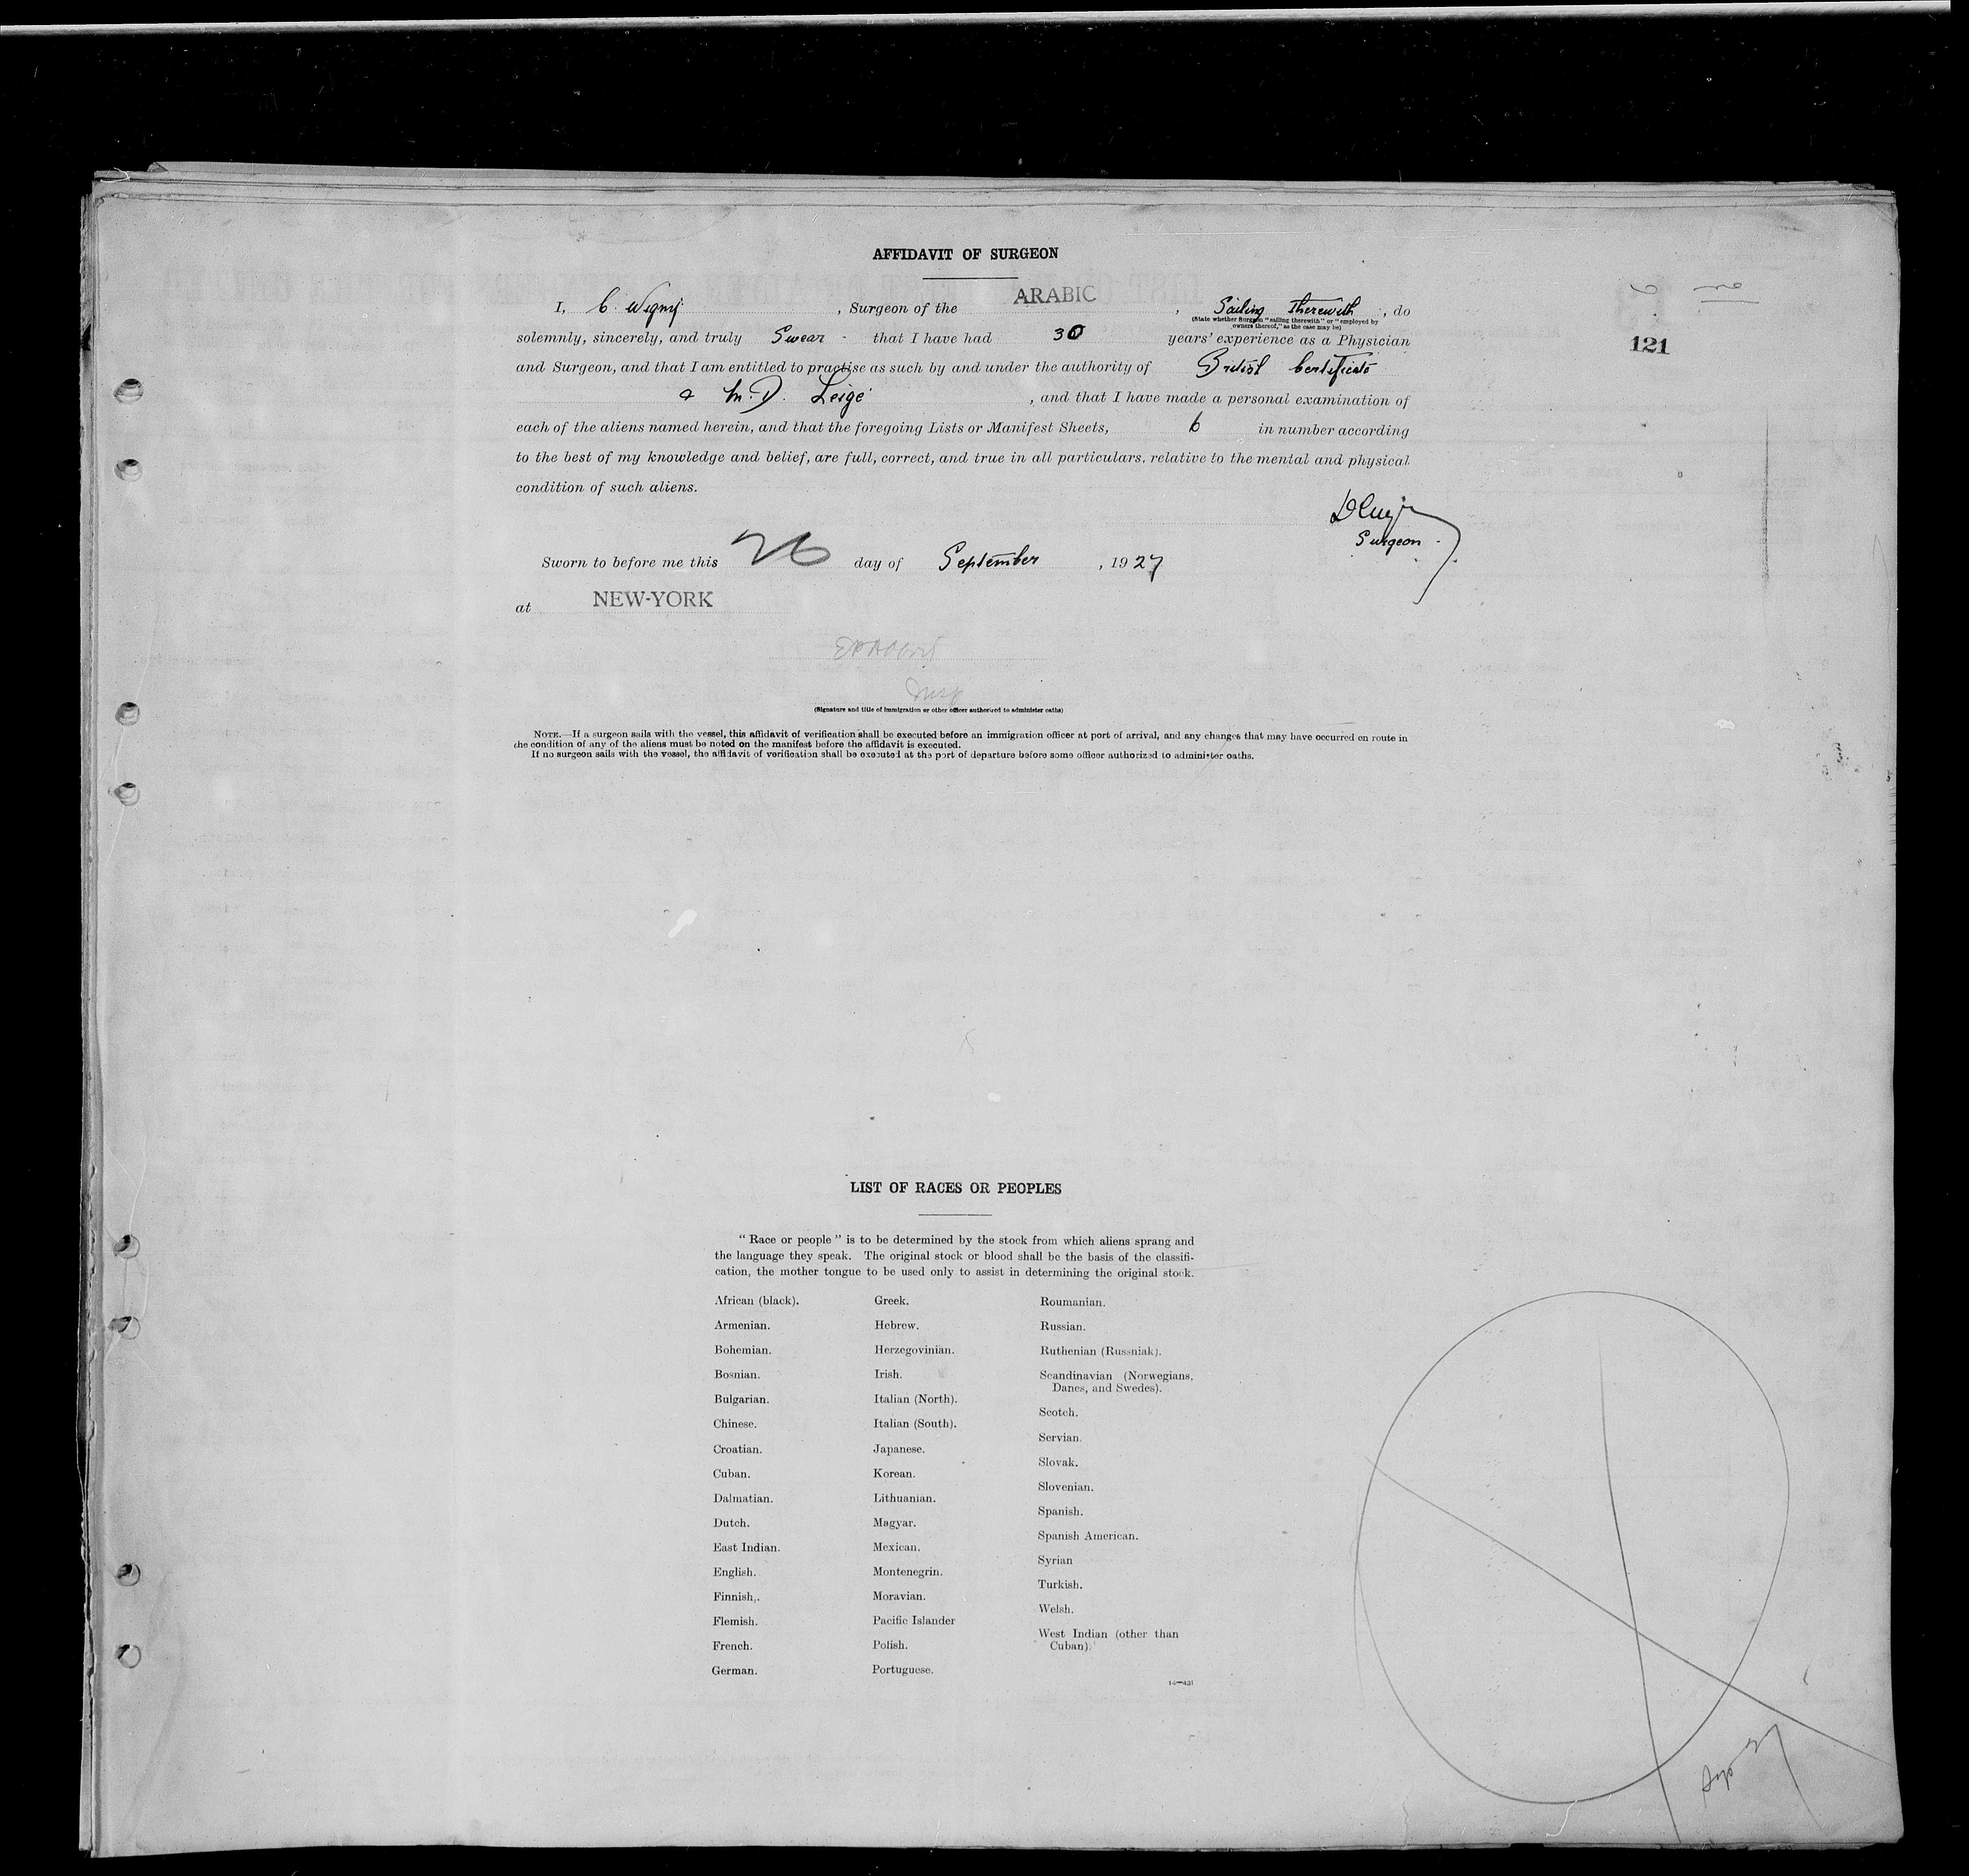 AFFIDAVIT OF SURGEON
I, C. Wigny, Surgeon of the ARABIC, Sailing therewith, do
(State whether Surgeon "sailing therewith" or "employed by
owners thereof," as the case may be)
121
solemnly, sincerely, and truly Swear - that I have had 30 years' experience as a Physician
and Surgeon, and that I am entitled to practise as such by and under the authority of British Certificate
& M.D. Leige, and that I have made a personal examination of
each of the aliens named herein, and that the foregoing Lists or Manifest Sheets, 6 in number according
to the best of my knowledge and belief, are full, correct, and true in all particulars, relative to the mental and physical
condition of such aliens.
Surgeon.
Sworn to before me this 26 day of September, 1927
at NEW-YORK
Insp
(Signature and title of immigration or other officer authorized to administer oaths)
NOTE.—If a surgeon sails with the vessel, this affidavit of verification shall be executed before an immigration officer at port of arrival, and any changes that may have occurred en route in
the condition of any of the aliens must be noted on the manifest before the affidavit is executed.
If no surgeon sails with the vessel, the affidavit of verification shall be executed at the port of departure before some officer authorized to administer oaths.
LIST OF RACES OR PEOPLES
"Race or people" is to be determined by the stock from which aliens sprang and
the language they speak. The original stock or blood shall be the basis of the classifi-
cation, the mother tongue to be used only to assist in determining the original stock.
African (black).
Armenian.
Bohemian.
Bosnian.
Bulgarian.
Chinese.
Croatian.
Cuban.
Dalmatian.
Dutch.
East Indian.
English.
Finnish.
Flemish.
French.
German.
Greek.
Hebrew.
Herzegovinian.
Irish.
Italian (North).
Italian (South).
Japanese.
Korean.
Lithuanian.
Magyar.
Mexican.
Montenegrin.
Moravian.
Pacific Islander
Polish.
Portuguese.
Roumanian.
Russian.
Ruthenian (Russniak).
Scandinavian (Norwegians,
Danes, and Swedes).
Scotch.
Servian.
Slovak.
Slovenian.
Spanish.
Spanish American.
Syrian
Turkish.
Welsh.
West Indian (other than
Cuban).
14—431